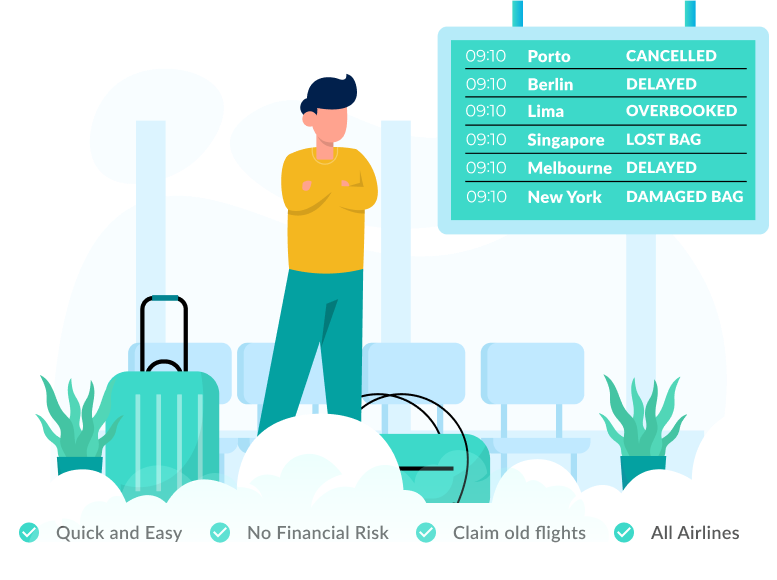 09:10 Porto CANCELLED
09:10 Berlin DELAYED
09:10 Lima OVERBOOKED
09:10 Singapore LOST BAG
09:10 Melbourne DELAYED
09:10 New York DAMAGED BAG
Quick and Easy No Financial Risk Claim old flights All Airlines